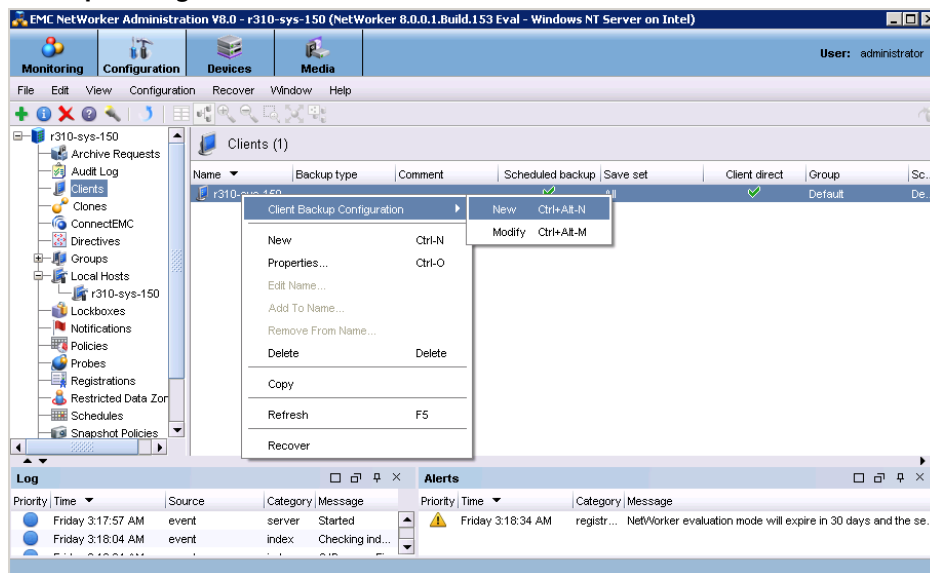 EMC NetWorker Administration V8.0 - r310-sys-150 (NetWorker 8.0.0.1.Build.153 Eval - Windows NT Server on Intel)
Monitoring Configuration Devices Media User: administrator
File Edit View Configuration Recover Window Help
r310-sys-150
Archive Requests
Audit Log
Clients
Clones
ConnectEMC
Directives
Groups
Local Hosts
r310-sys-150
Lockboxes
Notifications
Policies
Probes
Registrations
Restricted Data Zon
Schedules
Snapshot Policies
Clients (1)
Name Backup type Comment Scheduled backup Save set Client direct Group Sc...
r310-sys-150 All Default De...
Client Backup Configuration
New Ctrl+Alt-N
Modify Ctrl+Alt-M
New Ctrl-N
Properties... Ctrl-O
Edit Name...
Add To Name...
Remove From Name...
Delete Delete
Copy
Refresh F5
Recover
Log
Priority Time Source Category Message
Friday 3:17:57 AM event server Started
Friday 3:18:04 AM event index Checking ind...
Alerts
Priority Time Category Message
Friday 3:18:34 AM registr... NetWorker evaluation mode will expire in 30 days and the se...